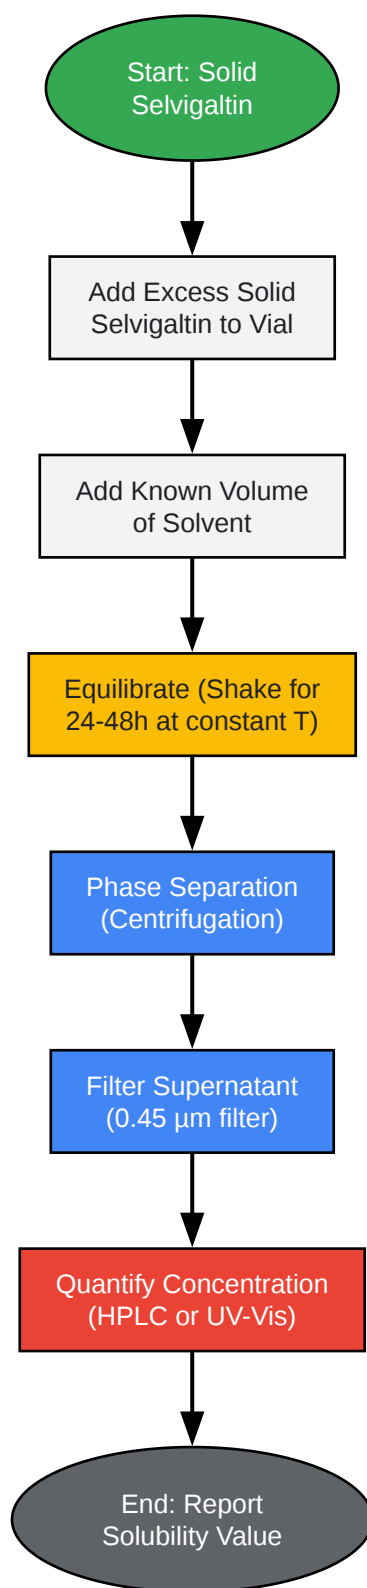 Start: Solid
Selvigaltin
Add Excess Solid
Selvigaltin to Vial
Add Known Volume
of Solvent
Equilibrate (Shake for
24-48h at constant T)
Phase Separation
(Centrifugation)
Filter Supernatant
(0.45 µm filter)
Quantify Concentration
(HPLC or UV-Vis)
End: Report
Solubility Value